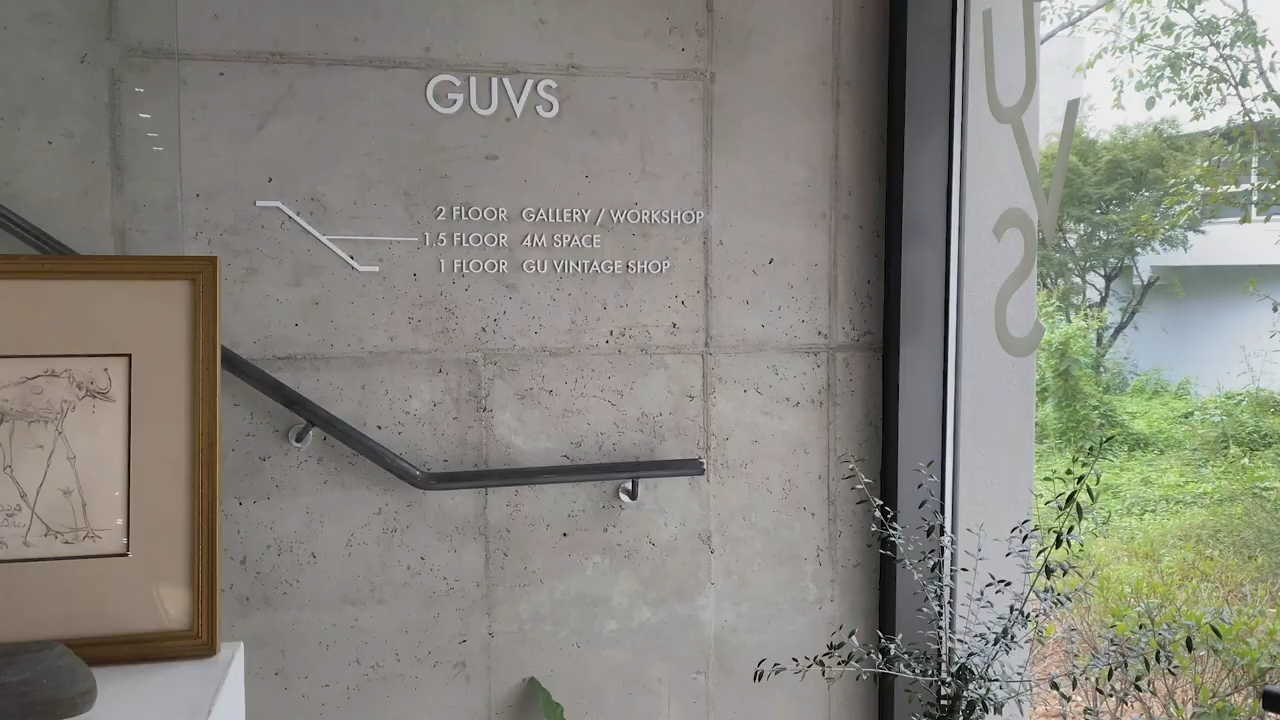 GUVS
2 FLOOR GALLERY / WORKSHOP
1.5 FLOOR 4M SPACE
1 FLOOR GU VINTAGE SHOP
U
V
S